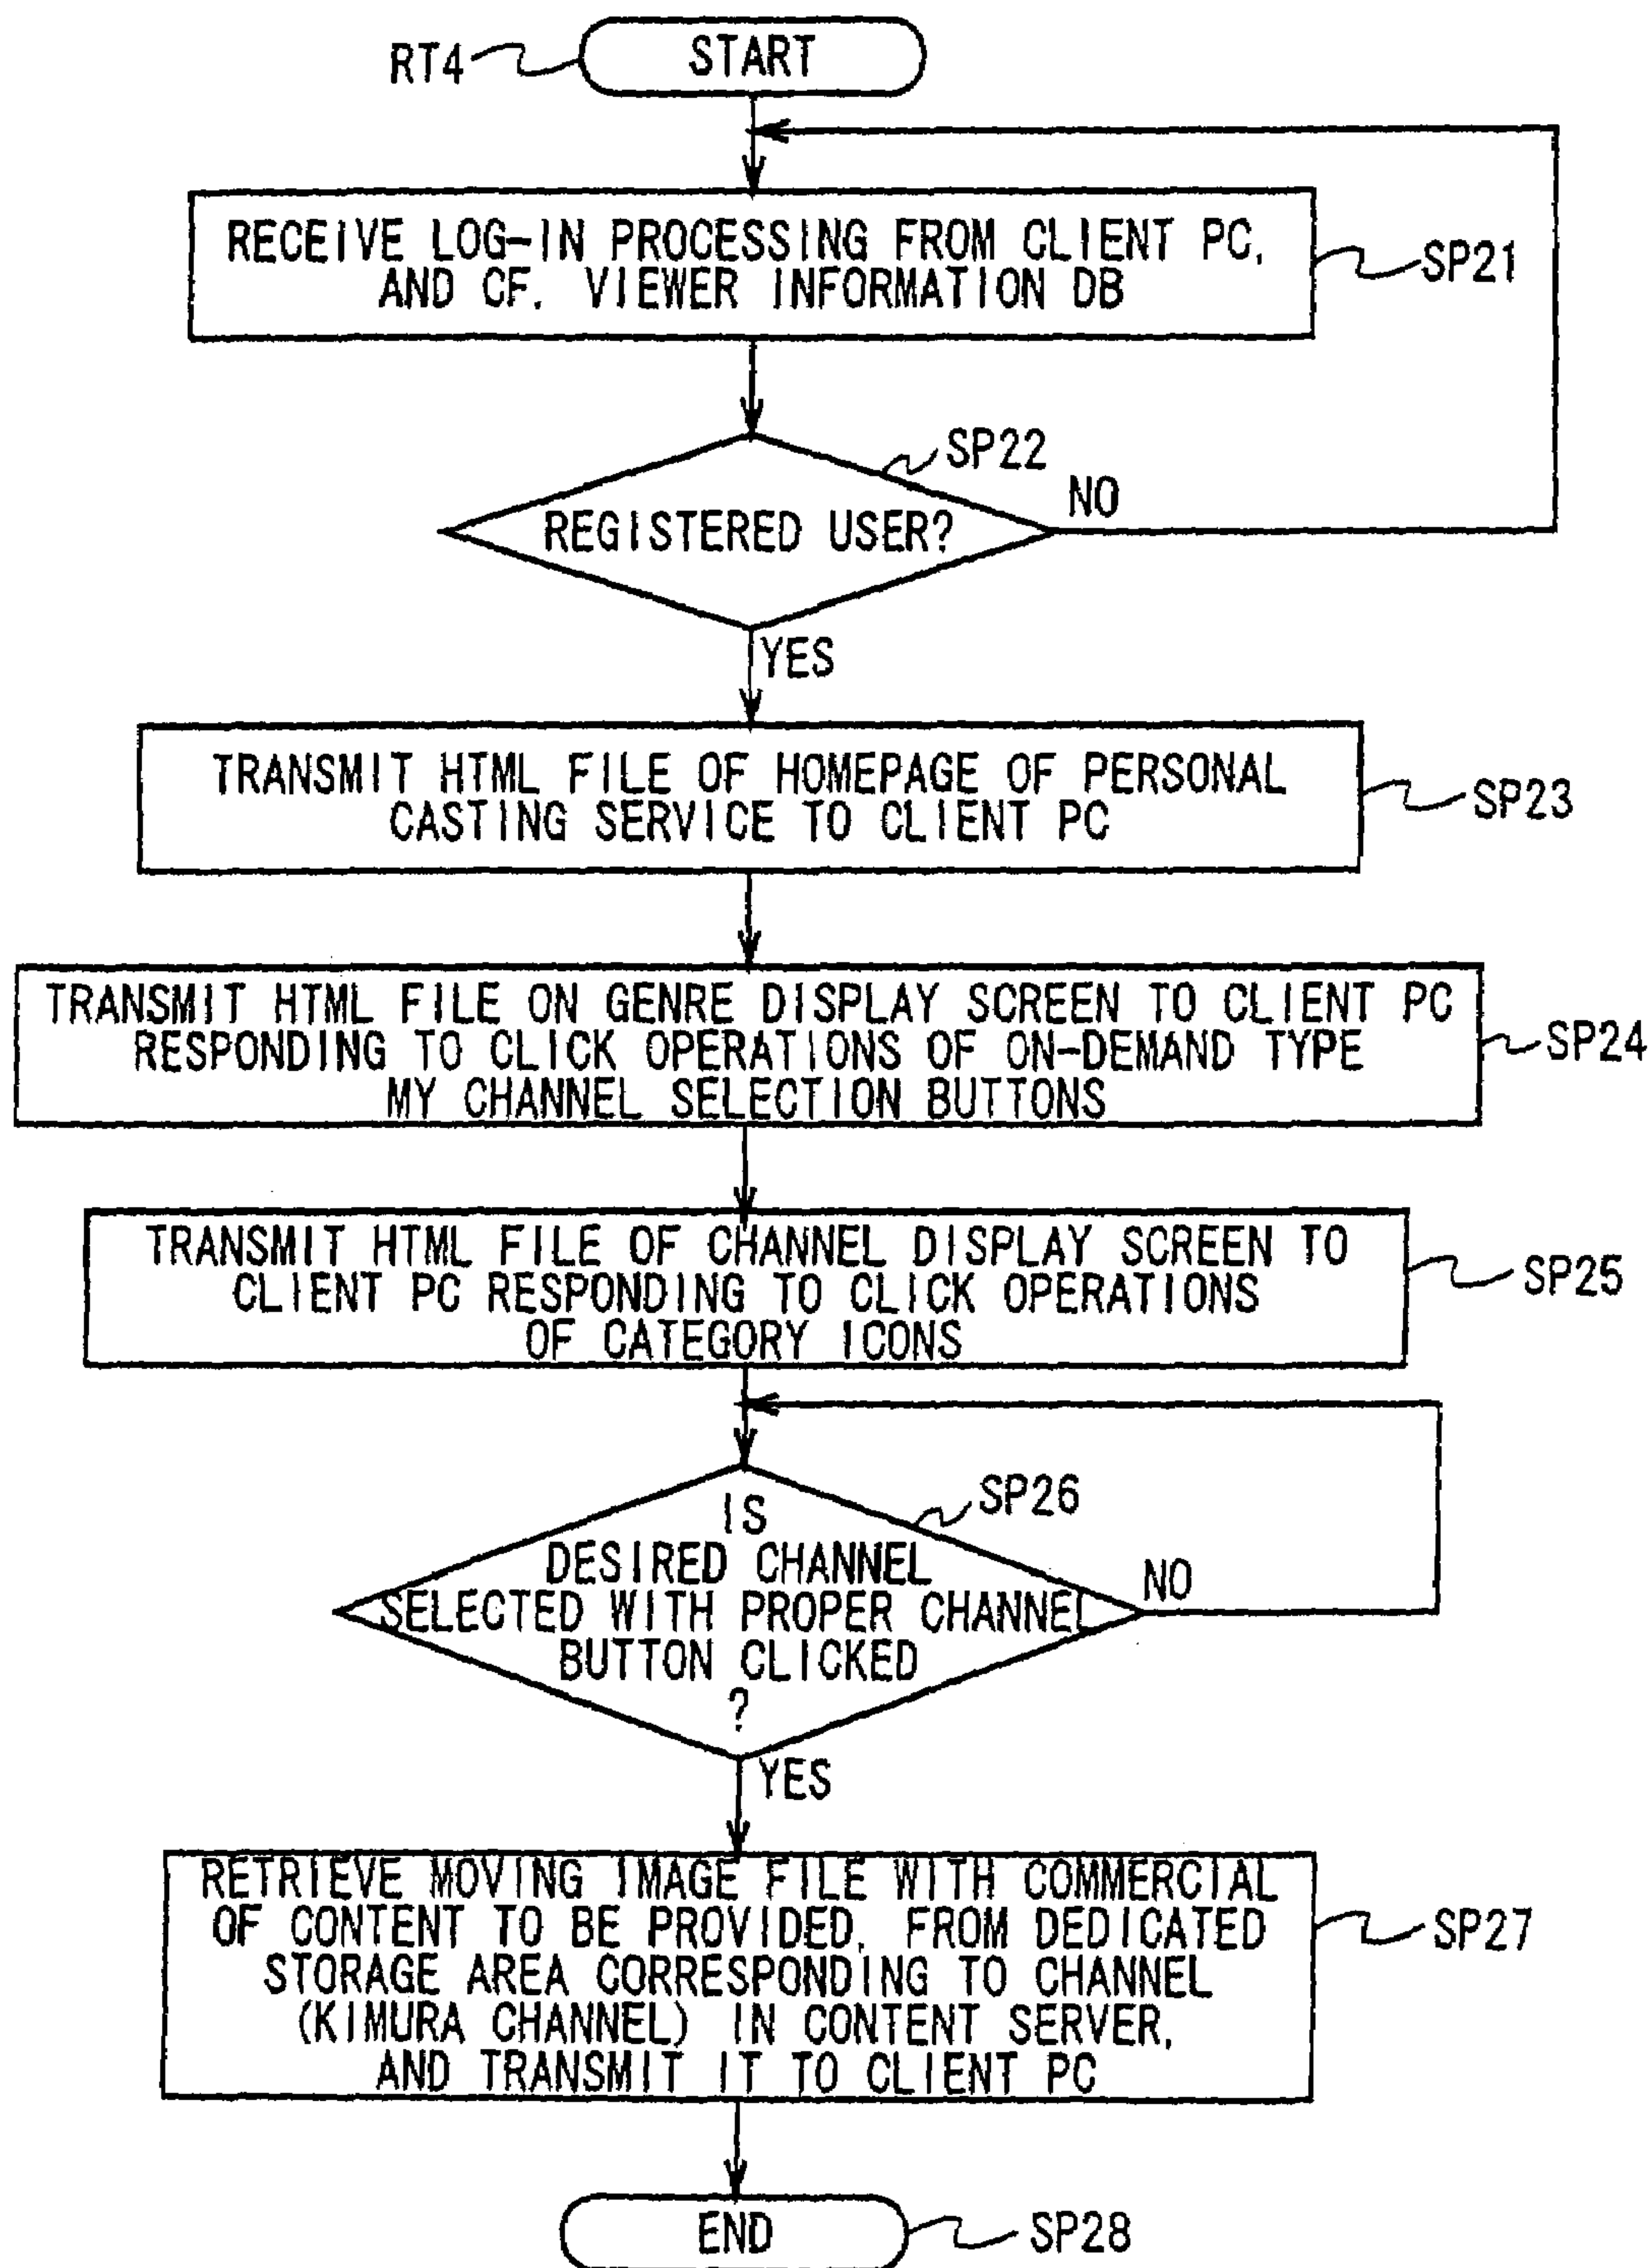 RT4
START
RECEIVE LOG-IN PROCESSING FROM CLIENT PC,
AND CF. VIEWER INFORMATION DB
SP21
SP22
REGISTERED USER?
NO
YES
TRANSMIT HTML FILE OF HOMEPAGE OF PERSONAL
CASTING SERVICE TO CLIENT PC
SP23
TRANSMIT HTML FILE ON GENRE DISPLAY SCREEN TO CLIENT PC
RESPONDING TO CLICK OPERATIONS OF ON-DEMAND TYPE
MY CHANNEL SELECTION BUTTONS
SP24
TRANSMIT HTML FILE OF CHANNEL DISPLAY SCREEN TO
CLIENT PC RESPONDING TO CLICK OPERATIONS
OF CATEGORY ICONS
SP25
SP26
IS
DESIRED CHANNEL
SELECTED WITH PROPER CHANNEL
BUTTON CLICKED
?
NO
YES
RETRIEVE MOVING IMAGE FILE WITH COMMERCIAL
OF CONTENT TO BE PROVIDED, FROM DEDICATED
STORAGE AREA CORRESPONDING TO CHANNEL
(KIMURA CHANNEL) IN CONTENT SERVER,
AND TRANSMIT IT TO CLIENT PC
SP27
END
SP28